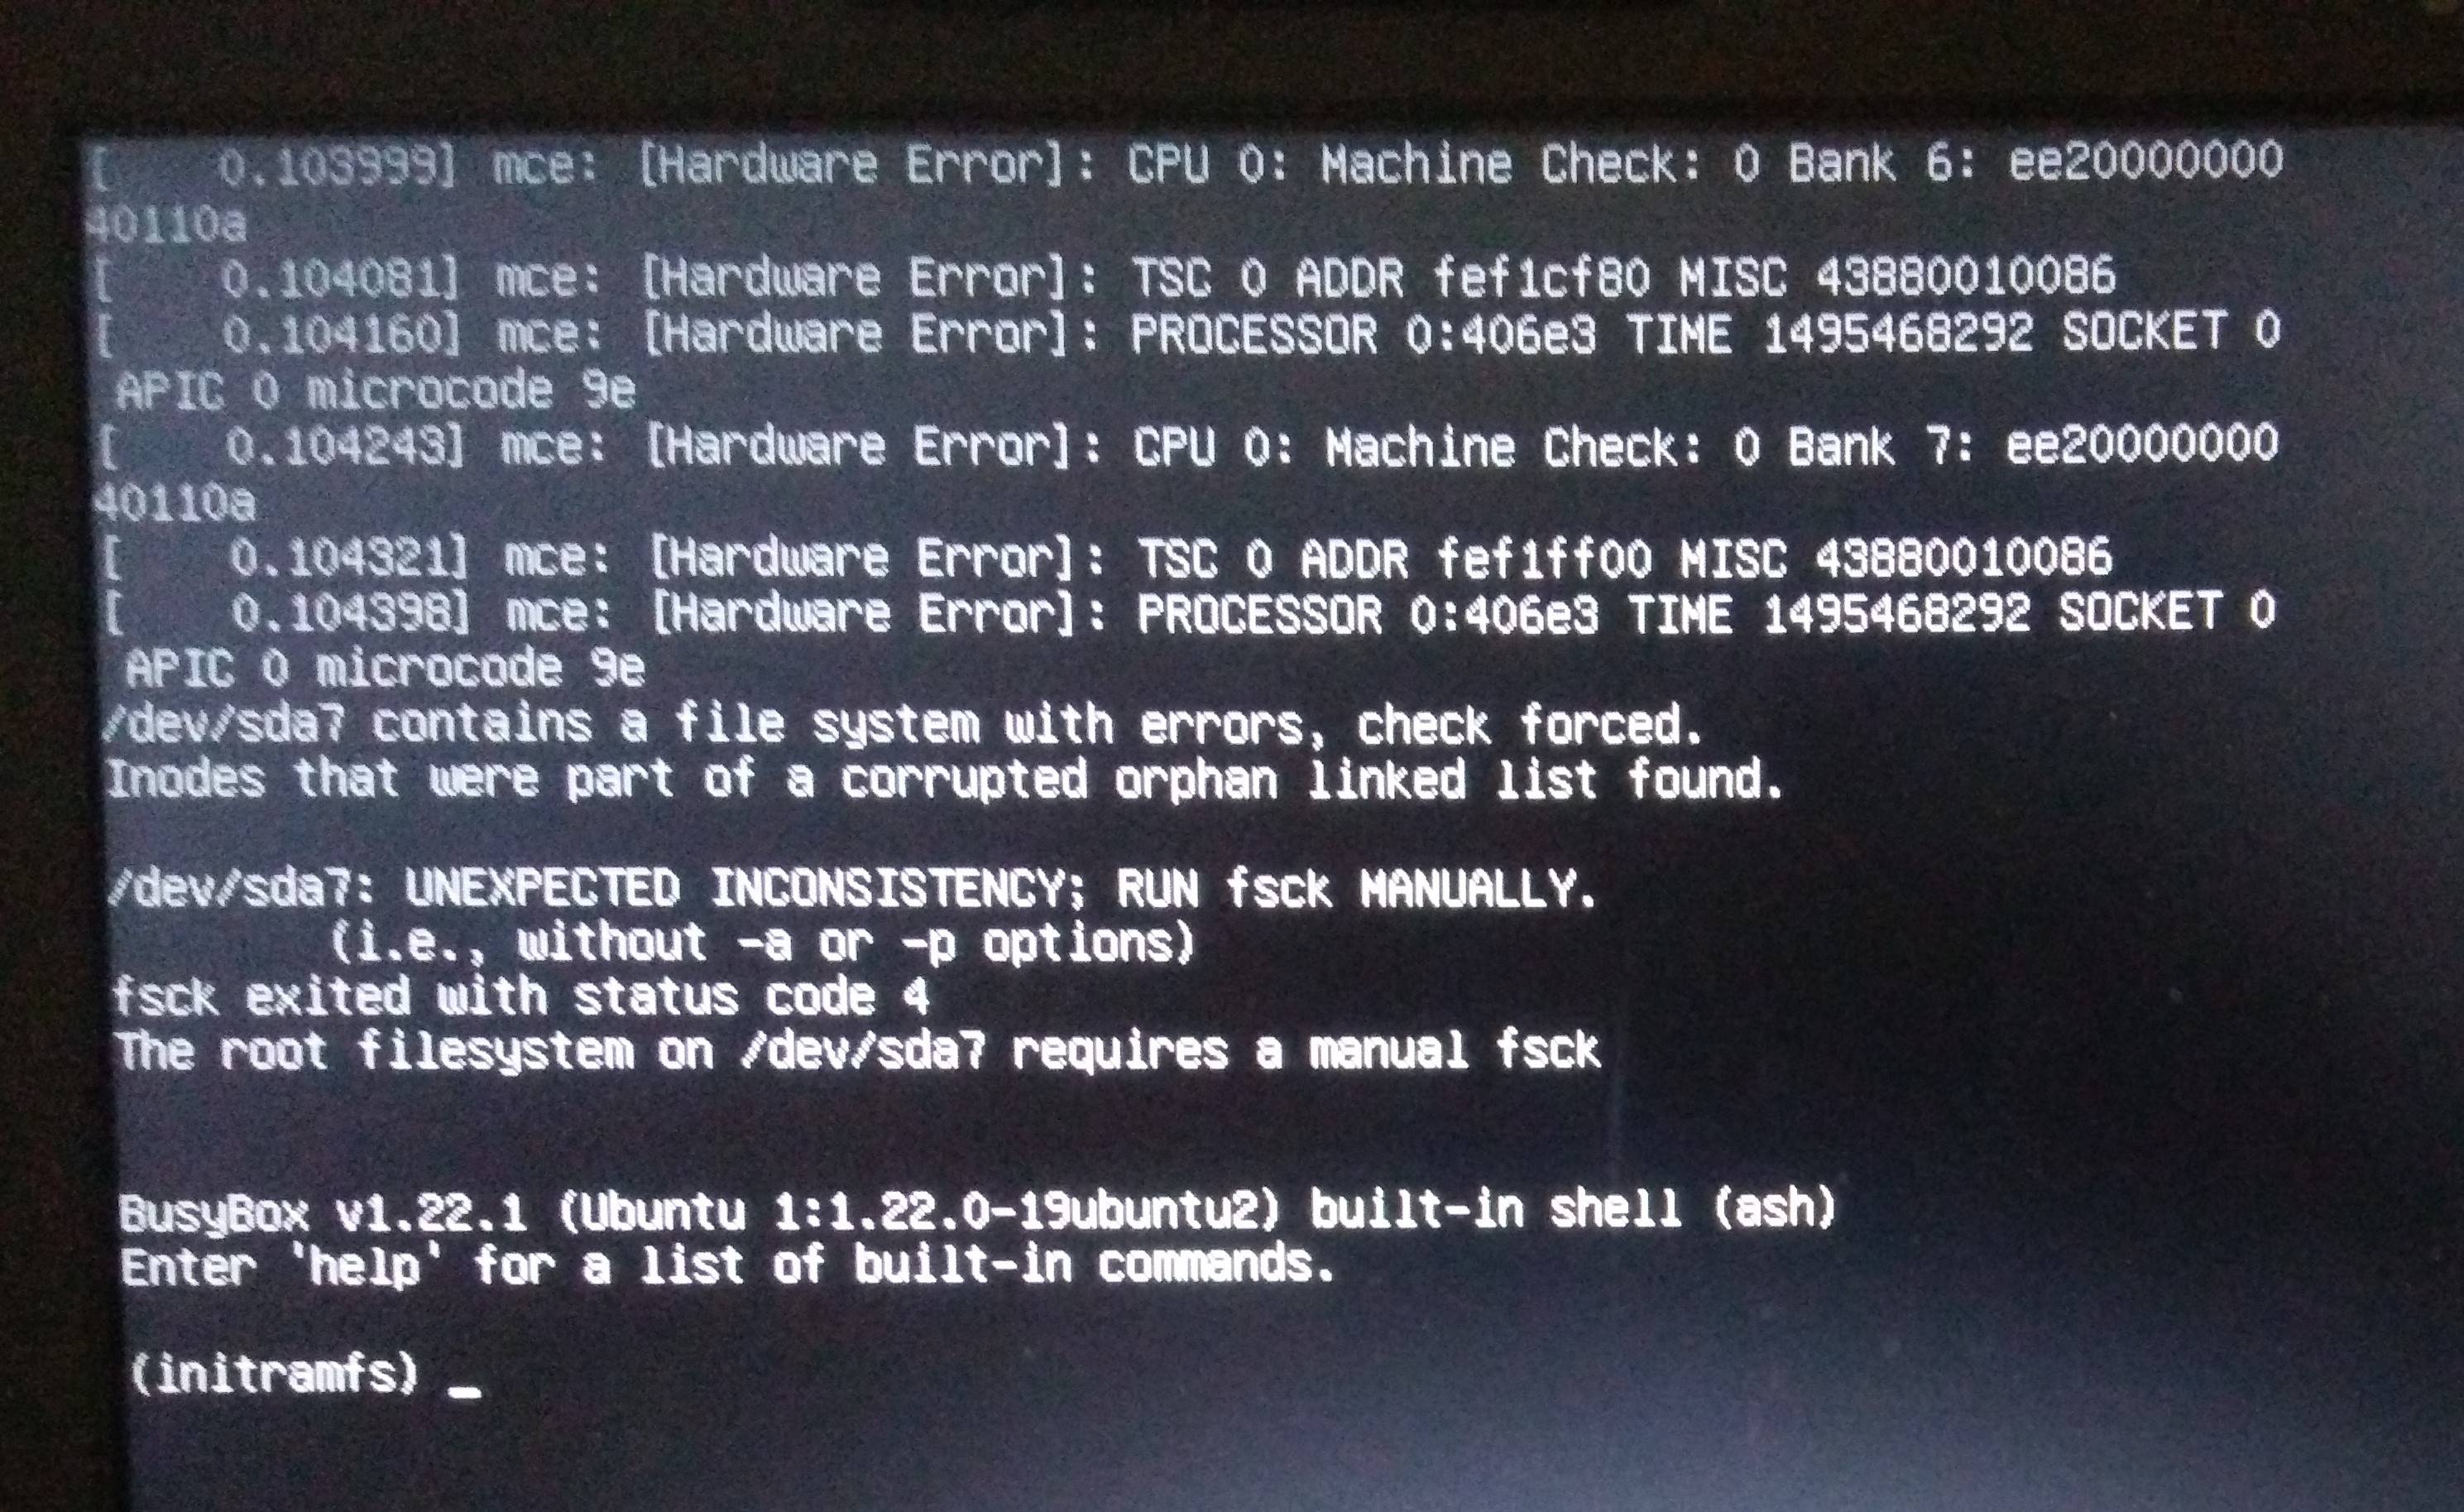 [    0.103999] mce: [Hardware Error]: CPU 0: Machine Check: 0 Bank 6: ee20000000
40110a
[    0.104081] mce: [Hardware Error]: TSC 0 ADDR fef1cf80 MISC 43880010086
[    0.104160] mce: [Hardware Error]: PROCESSOR 0:406e3 TIME 1495468292 SOCKET 0
 APIC 0 microcode 9e
[    0.104243] mce: [Hardware Error]: CPU 0: Machine Check: 0 Bank 7: ee20000000
40110a
[    0.104321] mce: [Hardware Error]: TSC 0 ADDR fef1ff00 MISC 43880010086
[    0.104398] mce: [Hardware Error]: PROCESSOR 0:406e3 TIME 1495468292 SOCKET 0
 APIC 0 microcode 9e
/dev/sda7 contains a file system with errors, check forced.
Inodes that were part of a corrupted orphan linked list found.

/dev/sda7: UNEXPECTED INCONSISTENCY; RUN fsck MANUALLY.
        (i.e., without -a or -p options)
fsck exited with status code 4
The root filesystem on /dev/sda7 requires a manual fsck

BusyBox v1.22.1 (Ubuntu 1:1.22.0-19ubuntu2) built-in shell (ash)
Enter 'help' for a list of built-in commands.

(initramfs) _